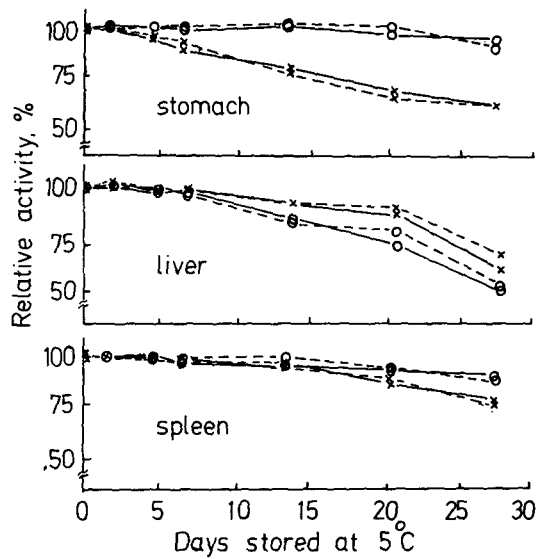 Relative activity, %
100
75
50
stomach
100
75
50
liver
100
75
,50
spleen
0 5 10 15 20 25 30
Days stored at 5°C